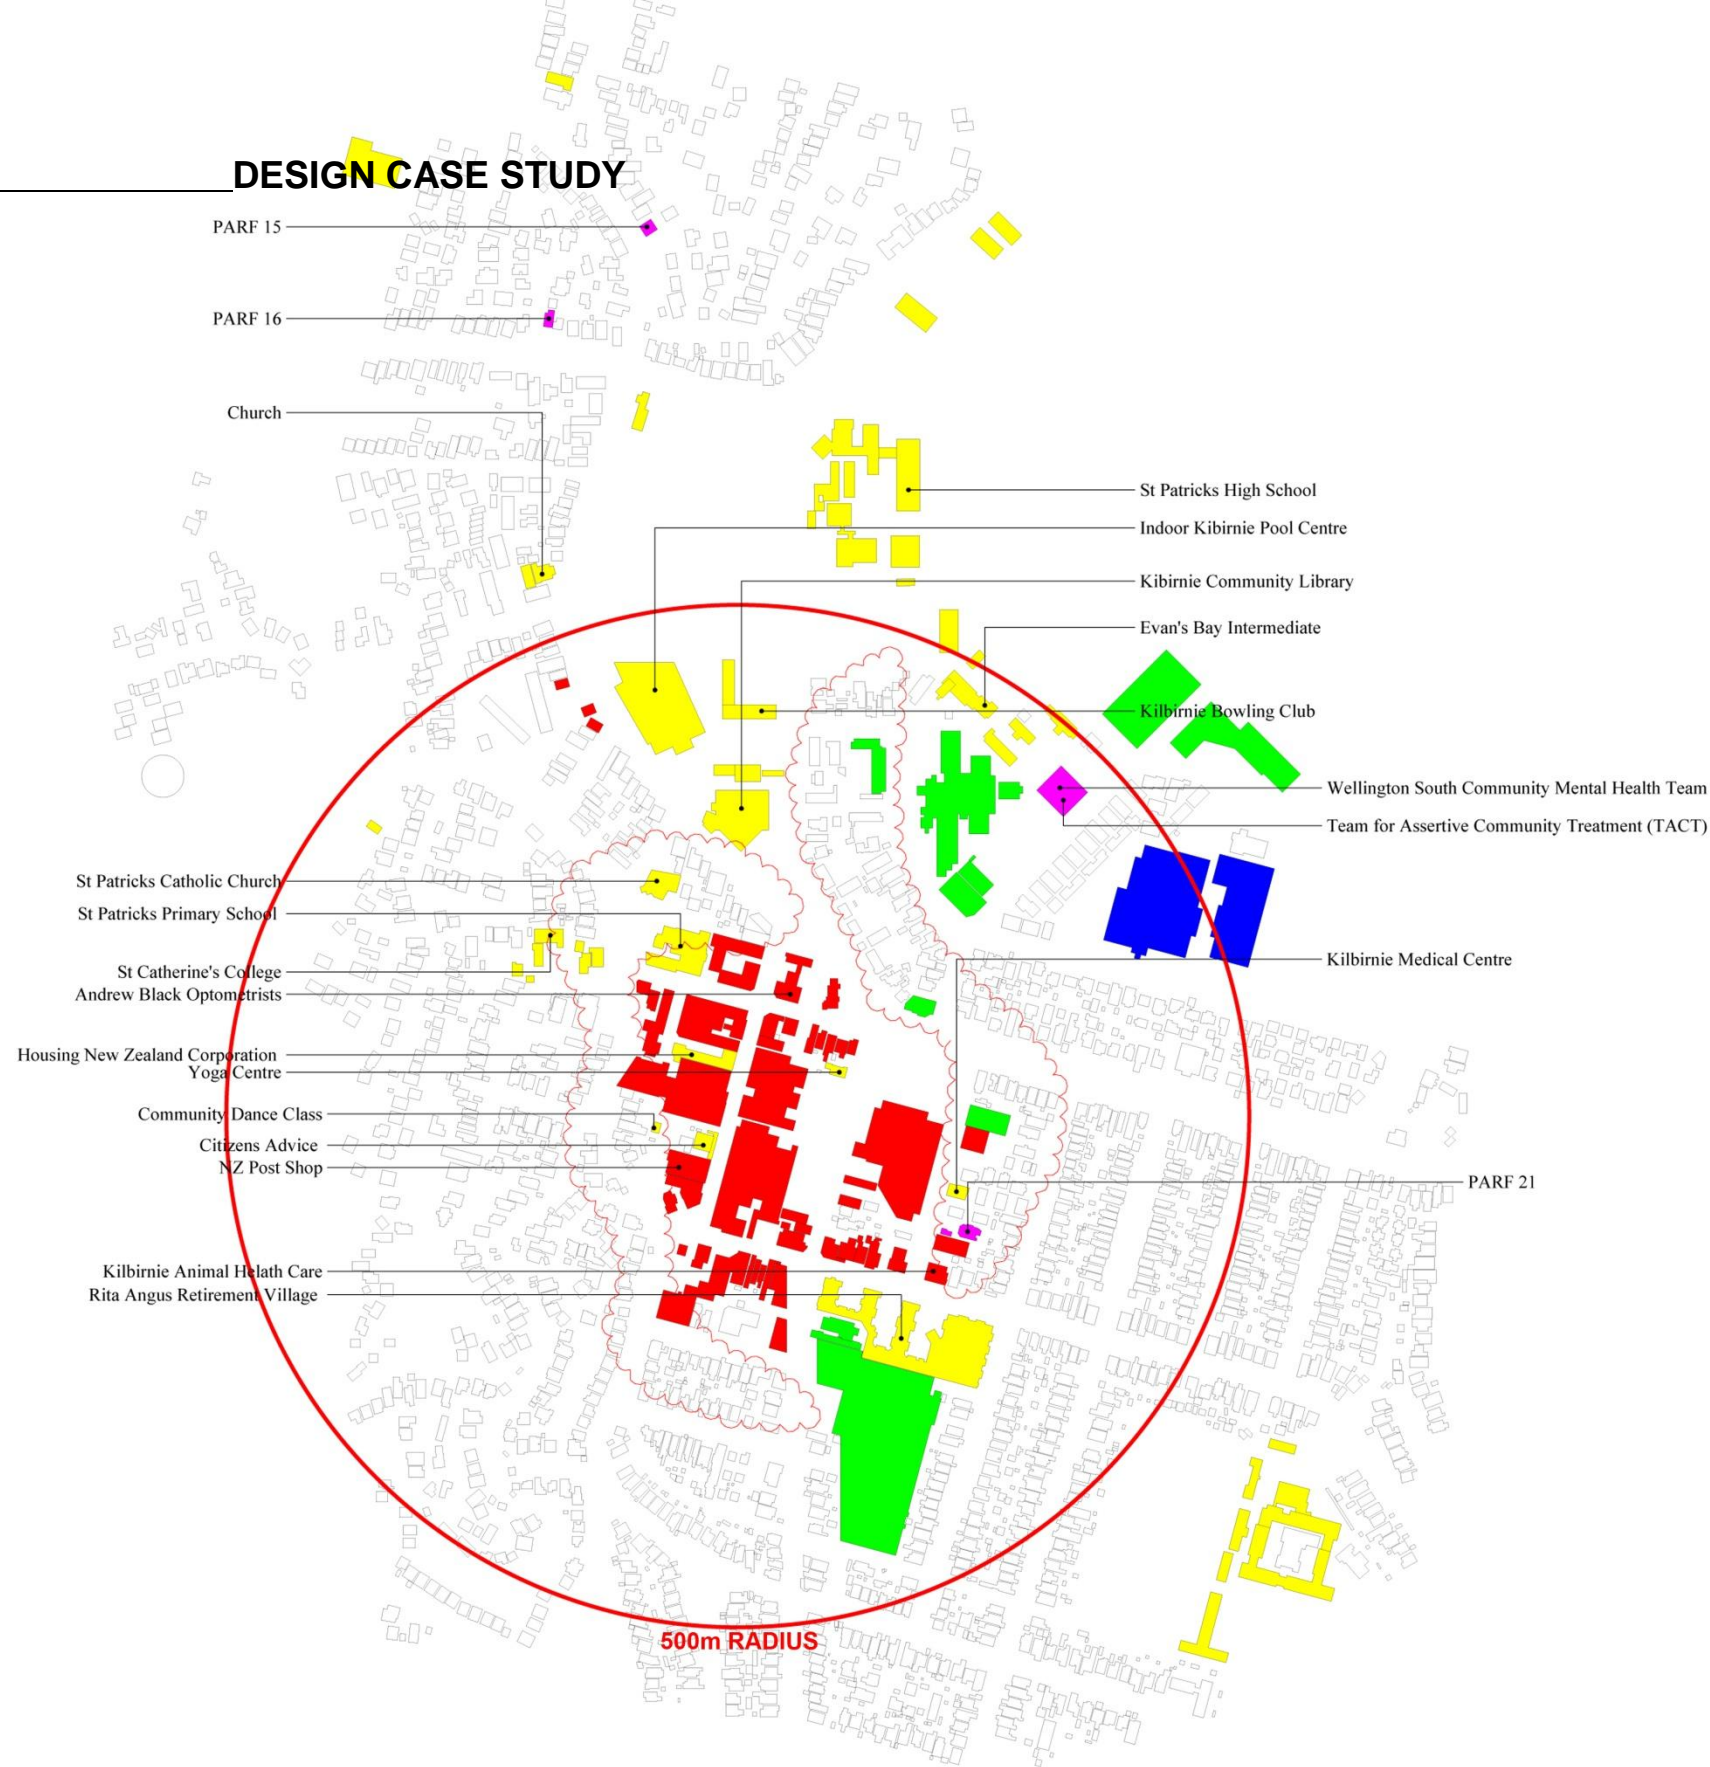 DESIGN CASE STUDY
PARF 15
PARF 16
Church
St Patricks High School
Indoor Kibirnie Pool Centre
Kibirnie Community Library
Evan's Bay Intermediate
Kilbirnie Bowling Club
Wellington South Community Mental Health Team
Team for Assertive Community Treatment (TACT)
St Patricks Catholic Church
St Patricks Primary School
Kilbirnie Medical Centre
St Catherine's College
Andrew Black Optometrists
Housing New Zealand Corporation
Yoga Centre
Community Dance Class
Citizens Advice
NZ Post Shop
PARF 21
Kilbirnie Animal Helath Care
Rita Angus Retirement Village
500m RADIUS